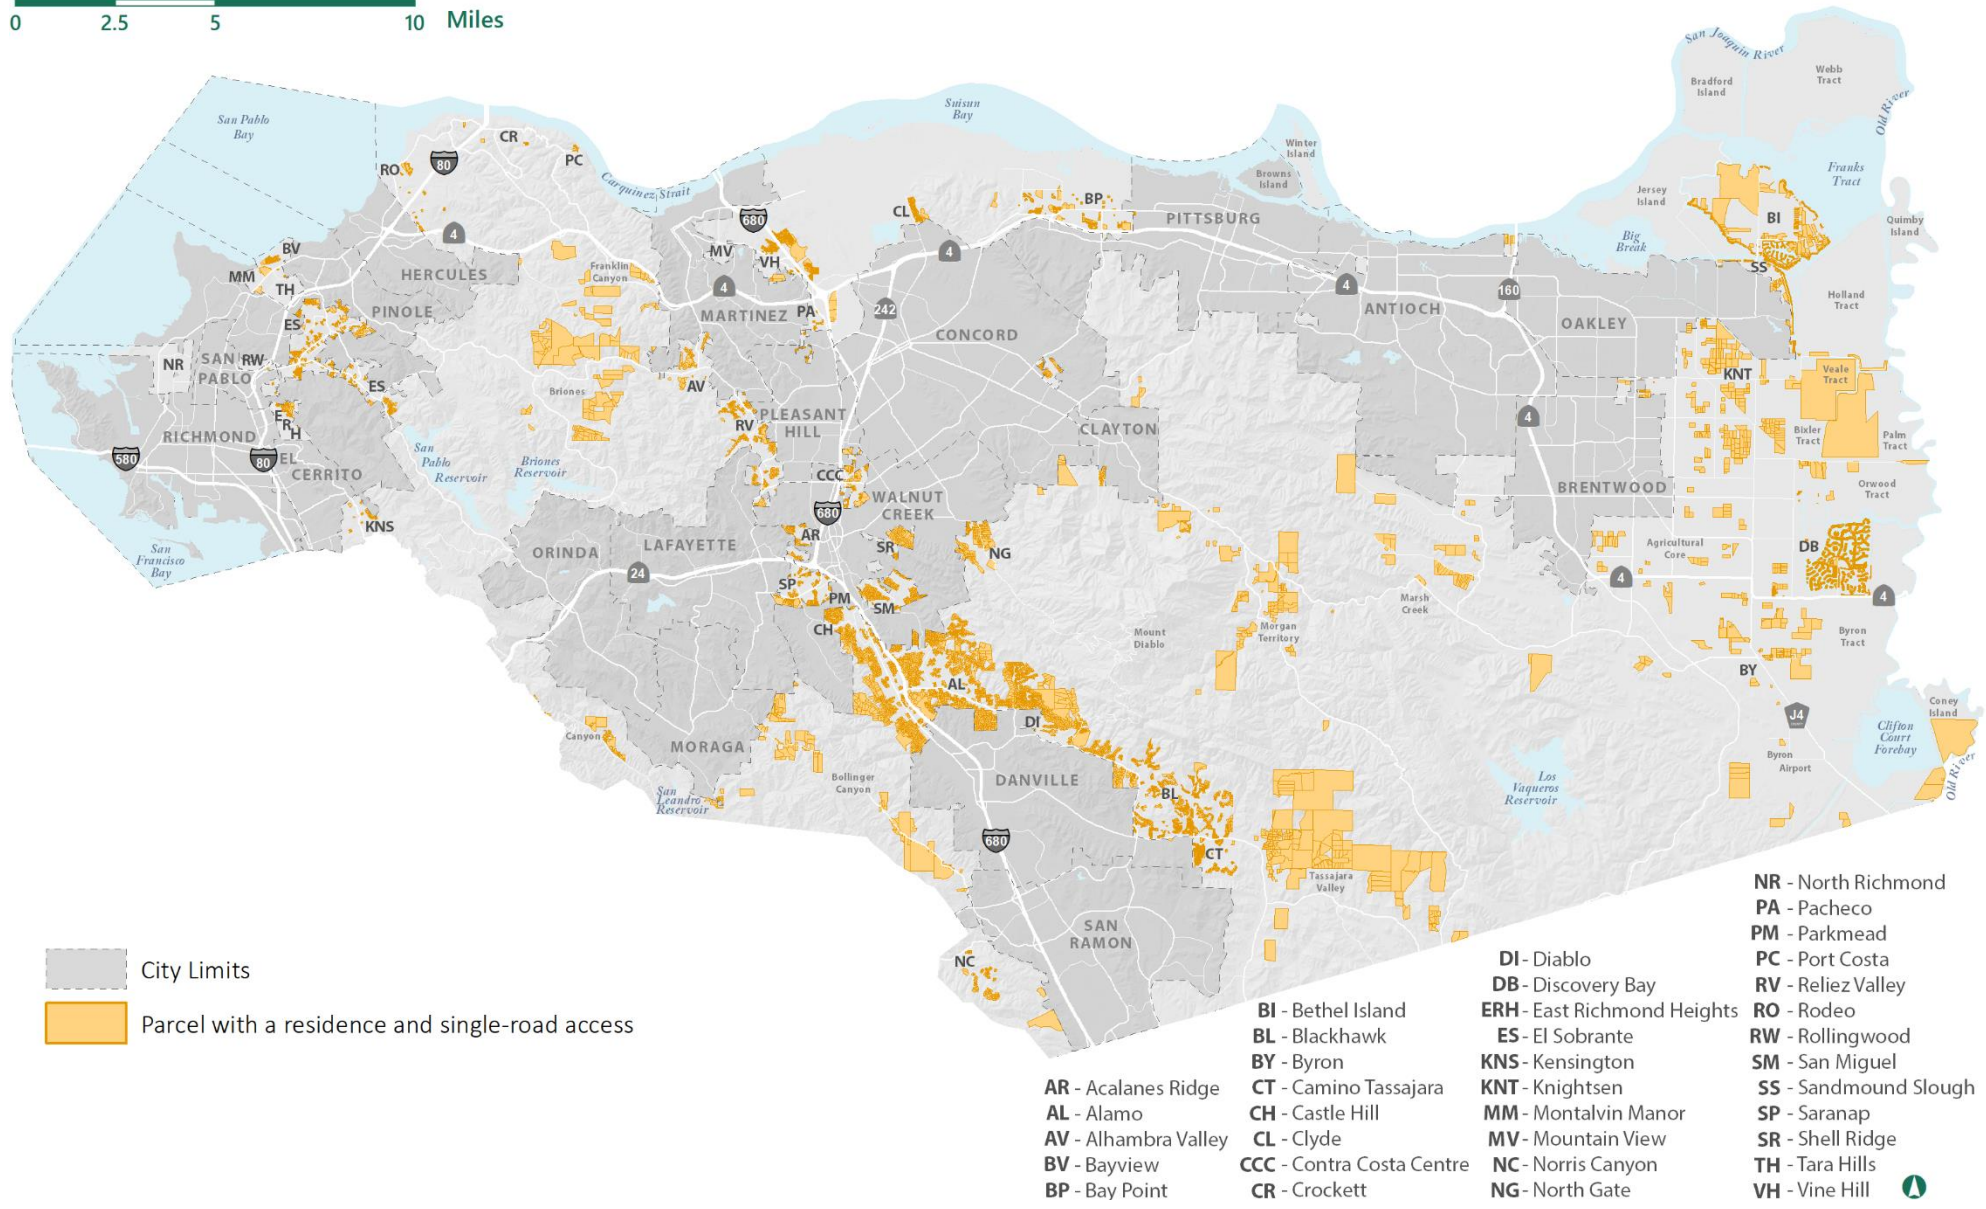 0 2.5 5 10 Miles
San Joaquin River
Bradford
Island
Webb
Tract
Old River
San Pablo
Bay
Suisun
Bay
CR
PC
RO
80
Carquinez Strait
Winter
Island
Browns
Island
Jersey
Island
Franks
Tract
Quimby
Island
BI
Big
Break
SS
BP
PITTSBURG
CL
680
4
4
MV
VH
BV
MM
TH
HERCULES
Franklin
Canyon
4
4
160
ANTIOCH
OAKLEY
Holland
Tract
ES
PINOLE
MARTINEZ
PA
242
CONCORD
NR
SAN
PABLO
RW
ES
Briones
AV
KNT
Veale
Tract
E
R
H
RICHMOND
EL
CERRITO
580
80
San
Pablo
Reservoir
Briones
Reservoir
RV
PLEASANT
HILL
CLAYTON
4
Bixler
Tract
Palm
Tract
CCC
WALNUT
CREEK
680
BRENTWOOD
Orwood
Tract
KNS
San
Francisco
Bay
ORINDA
LAFAYETTE
24
AR
SR
NG
Agricultural
Core
DB
4
4
SP
PM
SM
CH
Mount
Diablo
Morgan
Territory
Marsh
Creek
Byron
Tract
AL
BY
DI
J4
Coney
Island
Clifton
Court
Forebay
Old River
Canyon
MORAGA
Bollinger
Canyon
San
Leandro
Reservoir
DANVILLE
BL
Los
Vaqueros
Reservoir
Byron
Airport
680
CT
Tassajara
Valley
SAN
RAMON
NC
City Limits
Parcel with a residence and single-road access
AR - Acalanes Ridge
AL - Alamo
AV - Alhambra Valley
BV - Bayview
BP - Bay Point
BI - Bethel Island
BL - Blackhawk
BY - Byron
CT - Camino Tassajara
CH - Castle Hill
CL - Clyde
CCC - Contra Costa Centre
CR - Crockett
DI - Diablo
DB - Discovery Bay
ERH - East Richmond Heights
ES - El Sobrante
KNS - Kensington
KNT - Knightsen
MM - Montalvin Manor
MV - Mountain View
NC - Norris Canyon
NG - North Gate
NR - North Richmond
PA - Pacheco
PM - Parkmead
PC - Port Costa
RV - Reliez Valley
RO - Rodeo
RW - Rollingwood
SM - San Miguel
SS - Sandmound Slough
SP - Saranap
SR - Shell Ridge
TH - Tara Hills
VH - Vine Hill